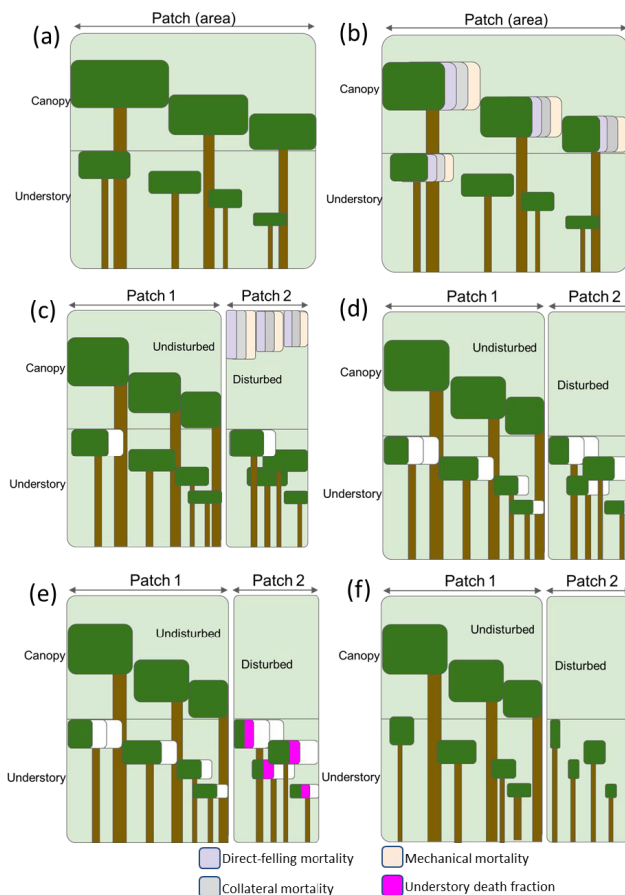 Patch (area)
(a)
Canopy
Understory
Patch (area)
(b)
Canopy
Understory
Patch 1
Patch 2
(c)
Undisturbed
Canopy
Disturbed
Understory
Patch 1
Patch 2
(d)
Undisturbed
Canopy
Disturbed
Understory
Patch 1
Patch 2
(e)
Undisturbed
Canopy
Disturbed
Understory
Patch 1
Patch 2
(f)
Undisturbed
Canopy
Disturbed
Understory
Direct-felling mortality
Mechanical mortality
Collateral mortality
Understory death fraction